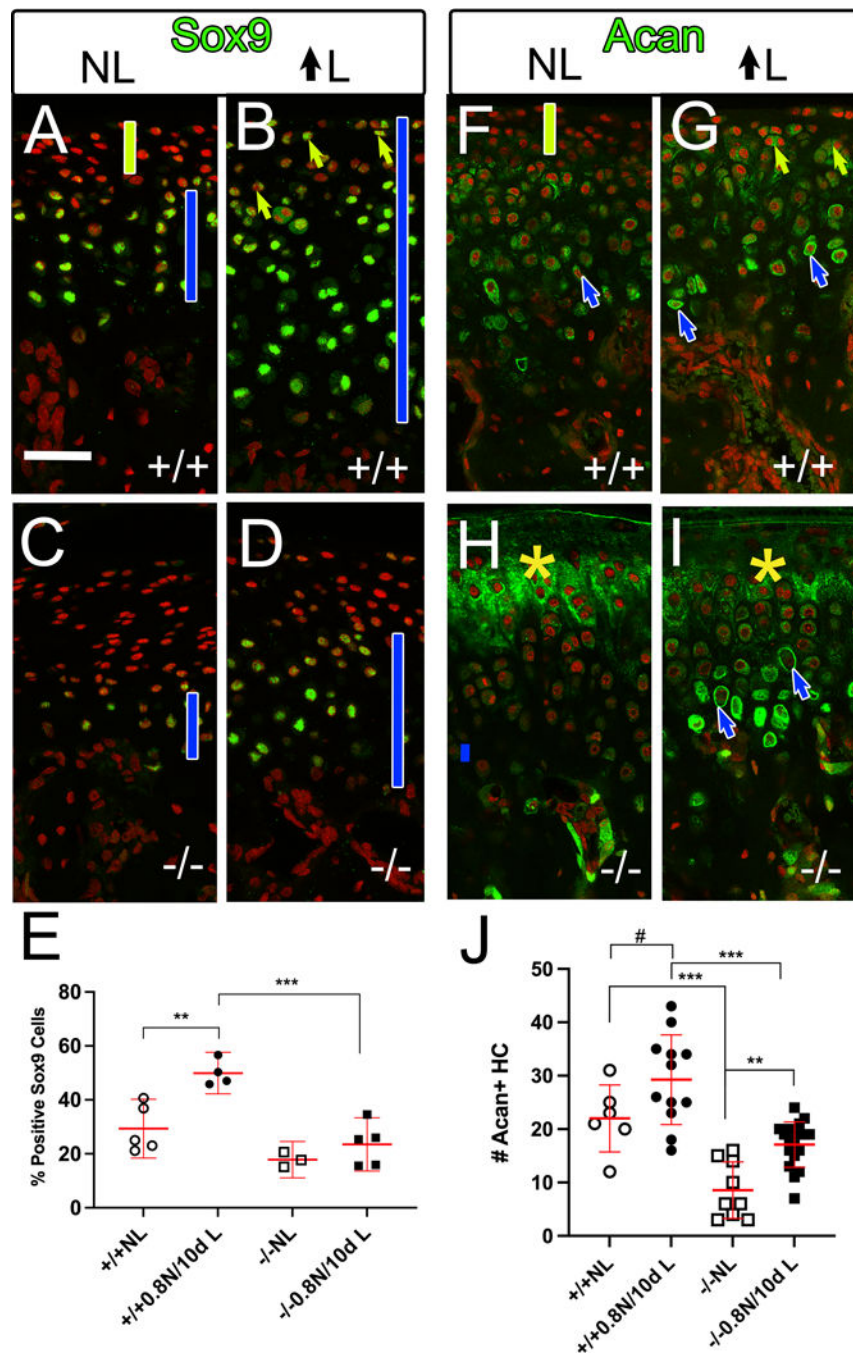 Sox9 Acan
NL L NL L
A B F G
+/+ +/+ +/+ +/+
C D H * I *
-/- -/- -/- -/-
E
% Positive Sox9 Cells
80
60
40
20
0
** ***
+/+NL +/+0.8N/10d L -/-NL -/-0.8N/10d L
J
# Acan+ HC
50
40
30
20
10
0
#
***
***
**
+/+NL +/+0.8N/10d L -/-NL -/-0.8N/10d L